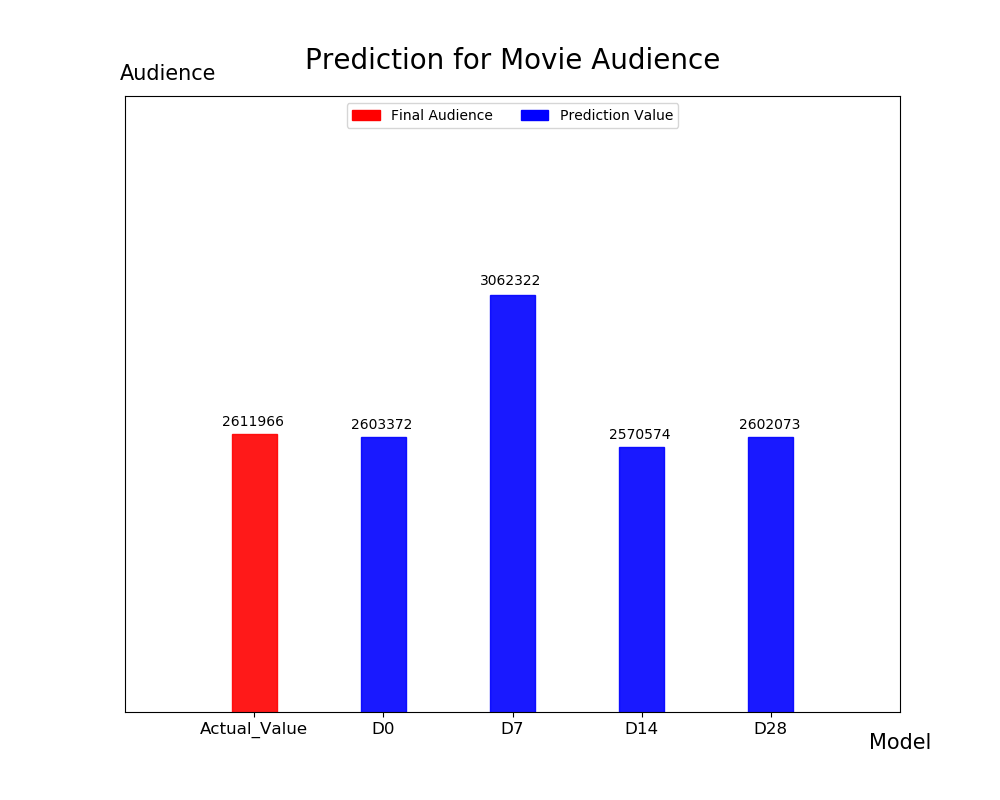 Prediction for Movie Audience
Audience
Final Audience Prediction Value
3062322
2611966 2603372 2570574 2602073
Actual_Value D0 D7 D14 D28
Model